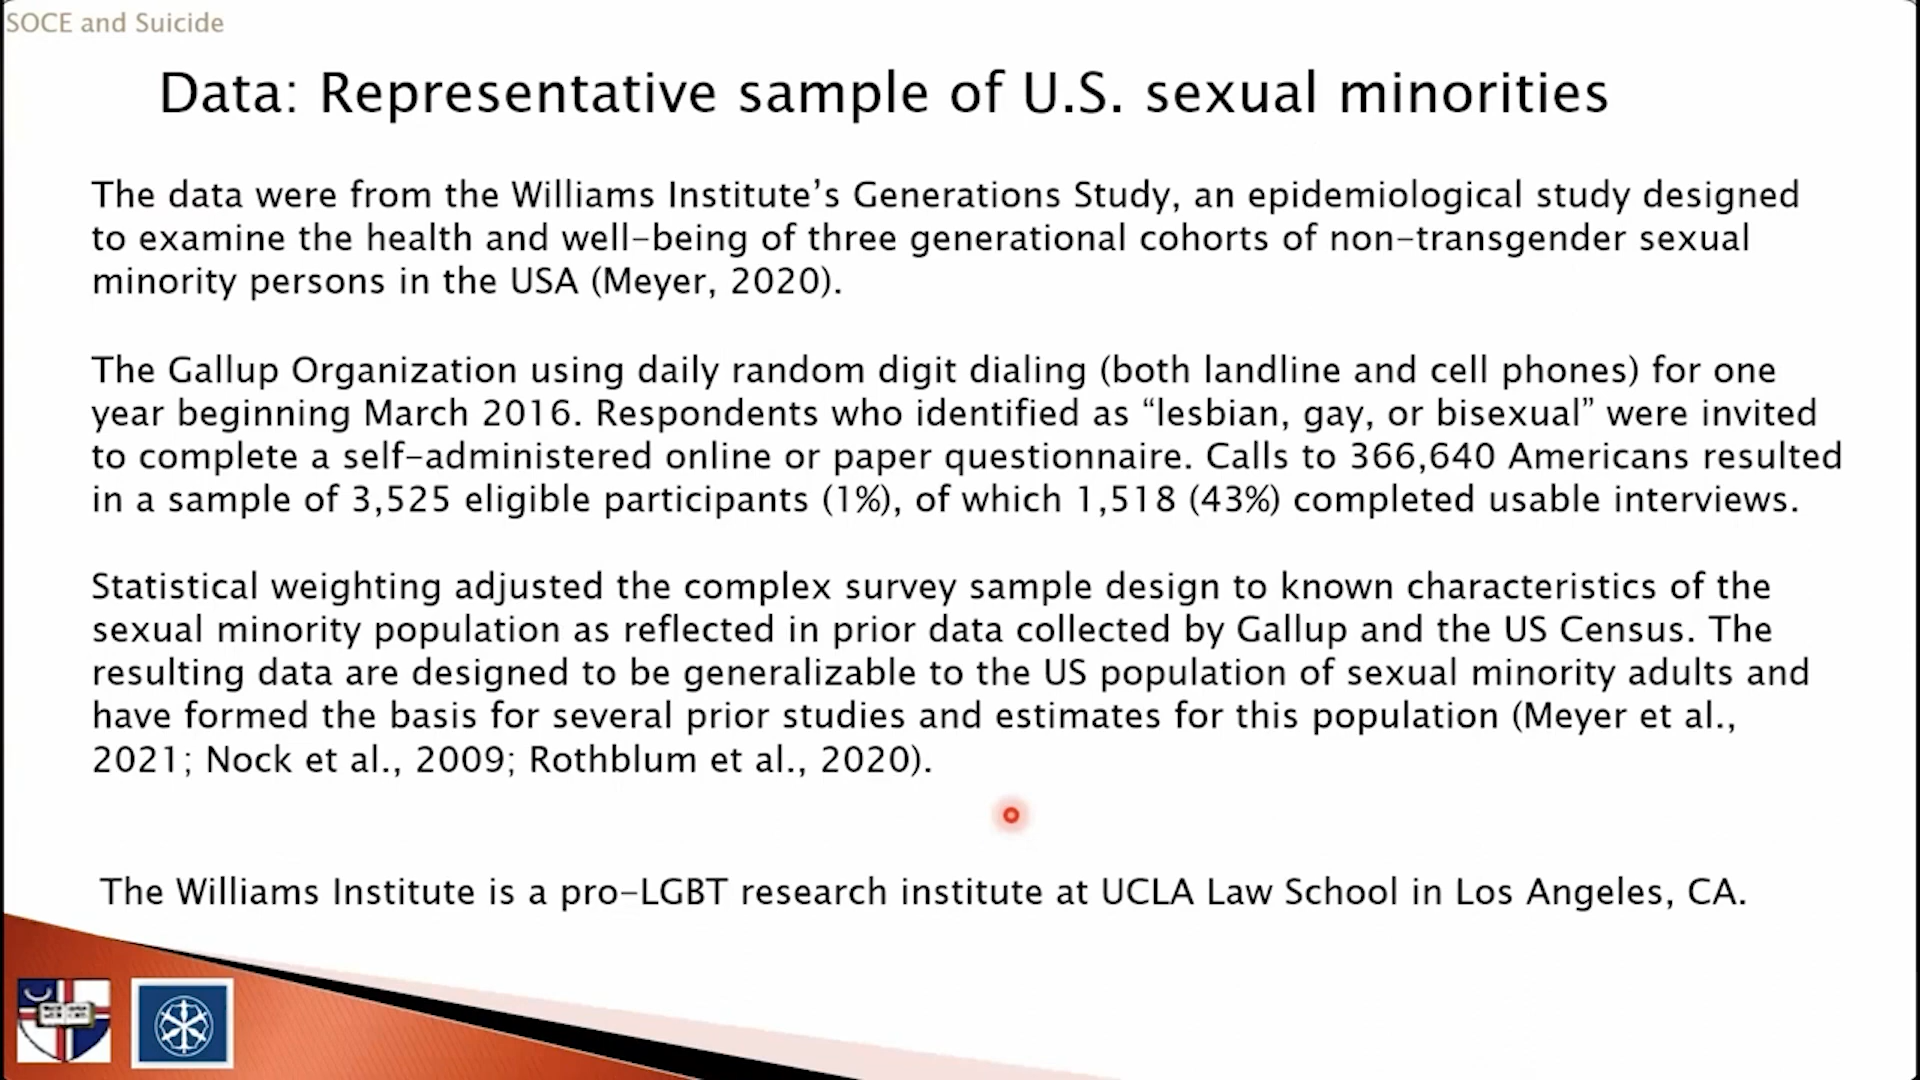 SOCE and Suicide
Data: Representative sample of U.S. sexual minorities
The data were from the Williams Institute’s Generations Study, an epidemiological study designed
to examine the health and well-being of three generational cohorts of non-transgender sexual
minority persons in the USA (Meyer, 2020).
The Gallup Organization using daily random digit dialing (both landline and cell phones) for one
year beginning March 2016. Respondents who identified as “lesbian, gay, or bisexual” were invited
to complete a self-administered online or paper questionnaire. Calls to 366,640 Americans resulted
in a sample of 3,525 eligible participants (1%), of which 1,518 (43%) completed usable interviews.
Statistical weighting adjusted the complex survey sample design to known characteristics of the
sexual minority population as reflected in prior data collected by Gallup and the US Census. The
resulting data are designed to be generalizable to the US population of sexual minority adults and
have formed the basis for several prior studies and estimates for this population (Meyer et al.,
2021; Nock et al., 2009; Rothblum et al., 2020).
The Williams Institute is a pro-LGBT research institute at UCLA Law School in Los Angeles, CA.